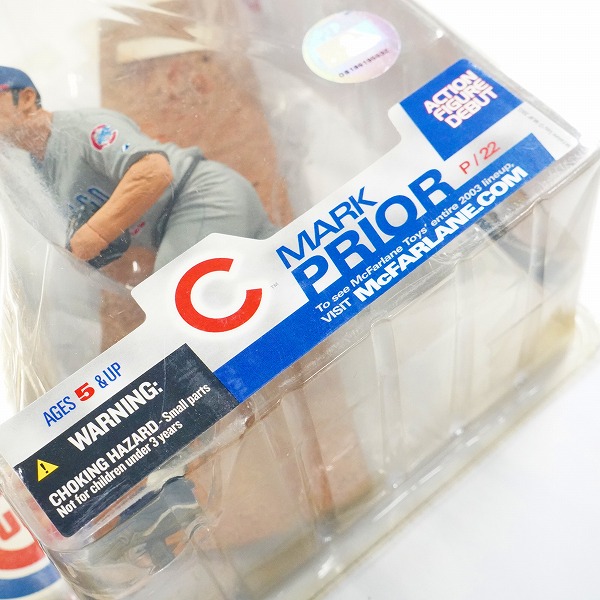 ACTION
FIGURE
DEBUT
MARK
PRIOR P/22
To see McFarlane Toys' entire 2003 lineup,
VISIT McFARLANE.COM
C
AGES 5 & UP
WARNING:
CHOKING HAZARD - Small parts
Not for children under 3 years